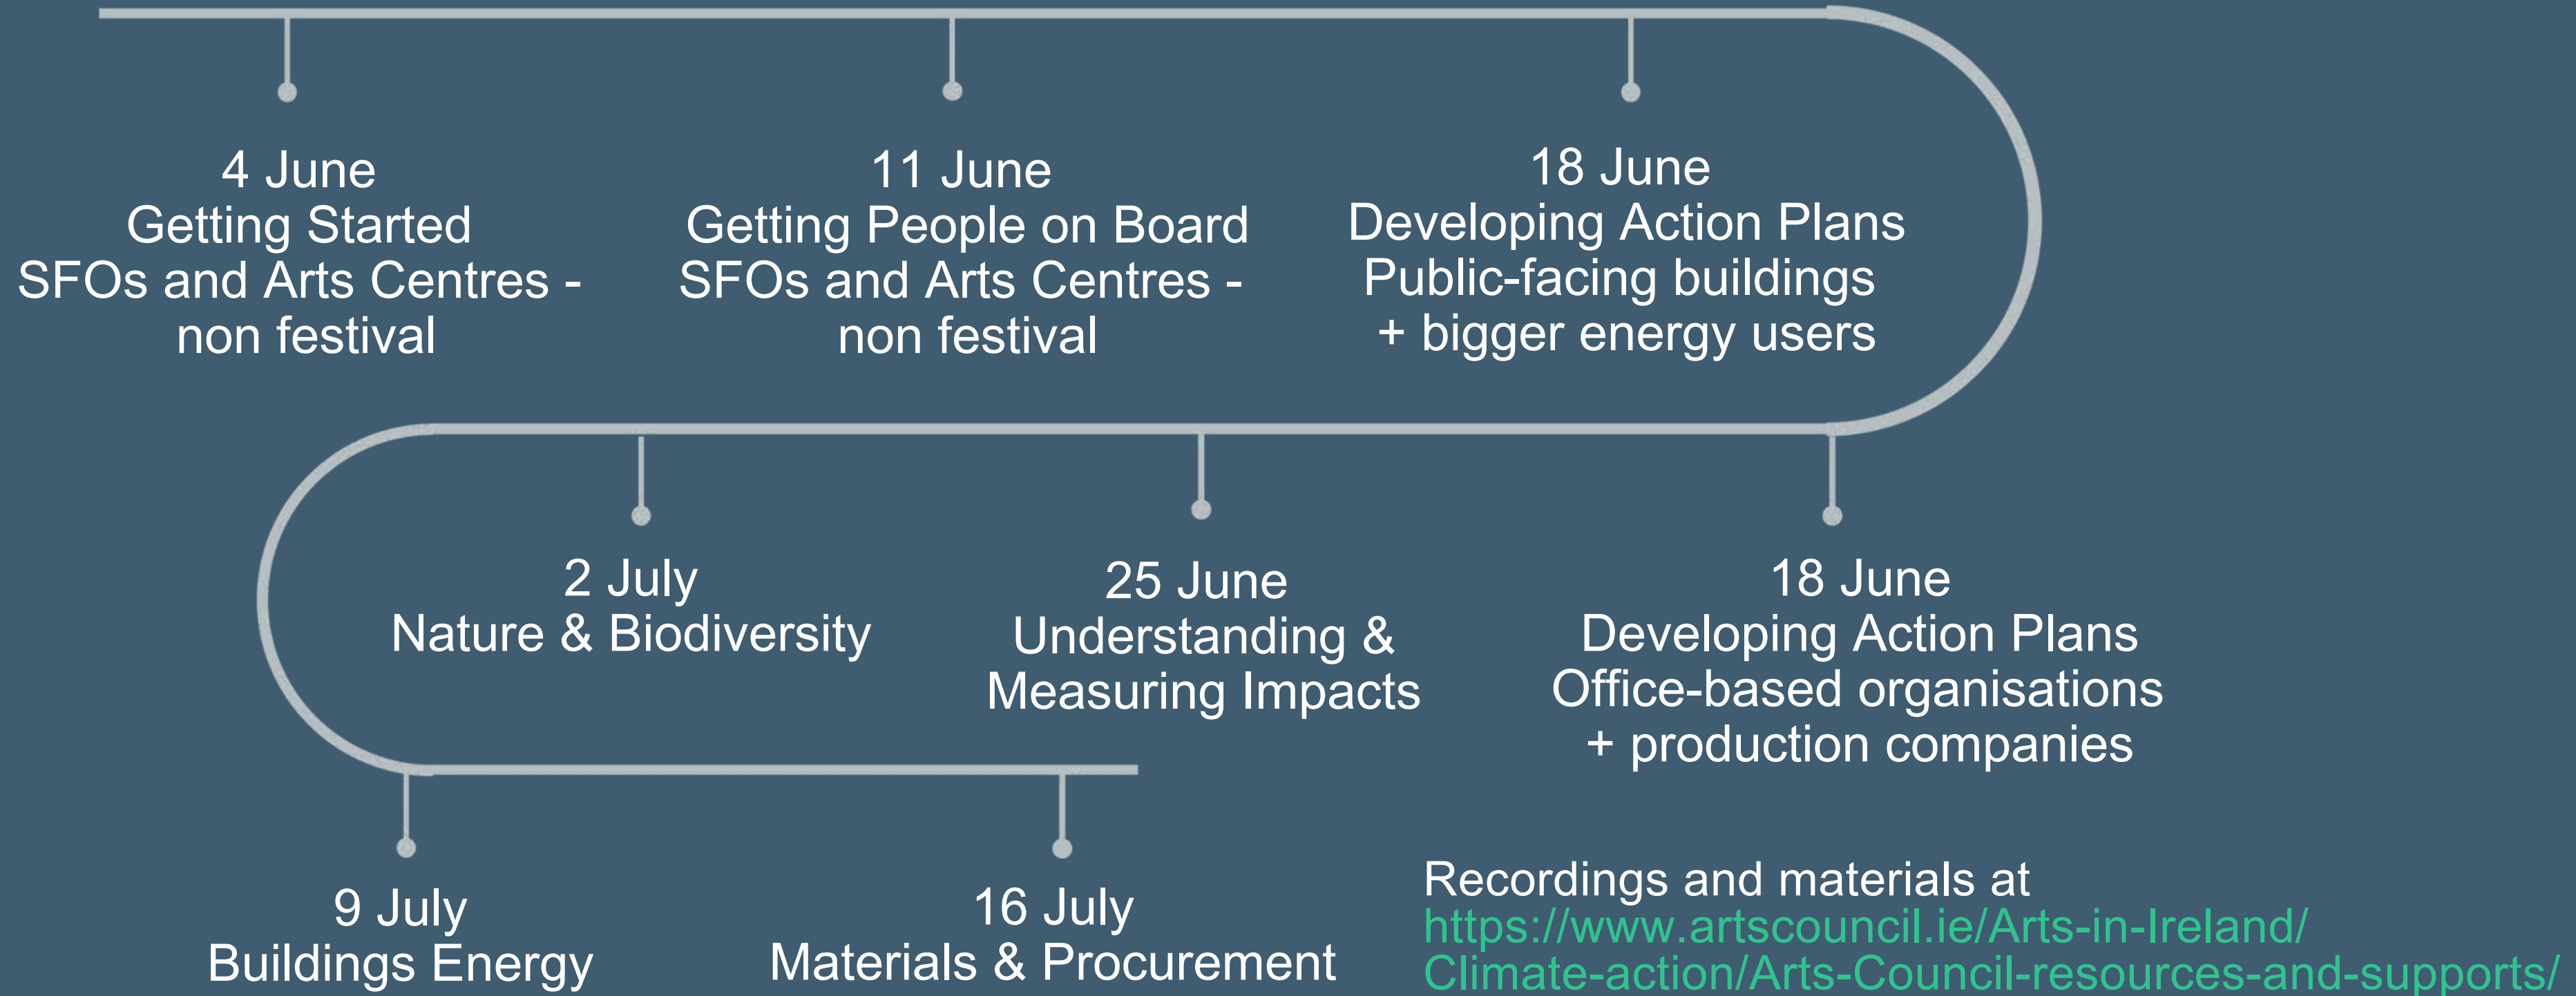 4 June
Getting Started
SFOs and Arts Centres -
non festival
11 June
Getting People on Board
SFOs and Arts Centres -
non festival
18 June
Developing Action Plans
Public-facing buildings
+ bigger energy users
18 June
Developing Action Plans
Office-based organisations
+ production companies
25 June
Understanding &
Measuring Impacts
2 July
Nature & Biodiversity
9 July
Buildings Energy
16 July
Materials & Procurement
Recordings and materials at
https://www.artscouncil.ie/Arts-in-Ireland/
Climate-action/Arts-Council-resources-and-supports/